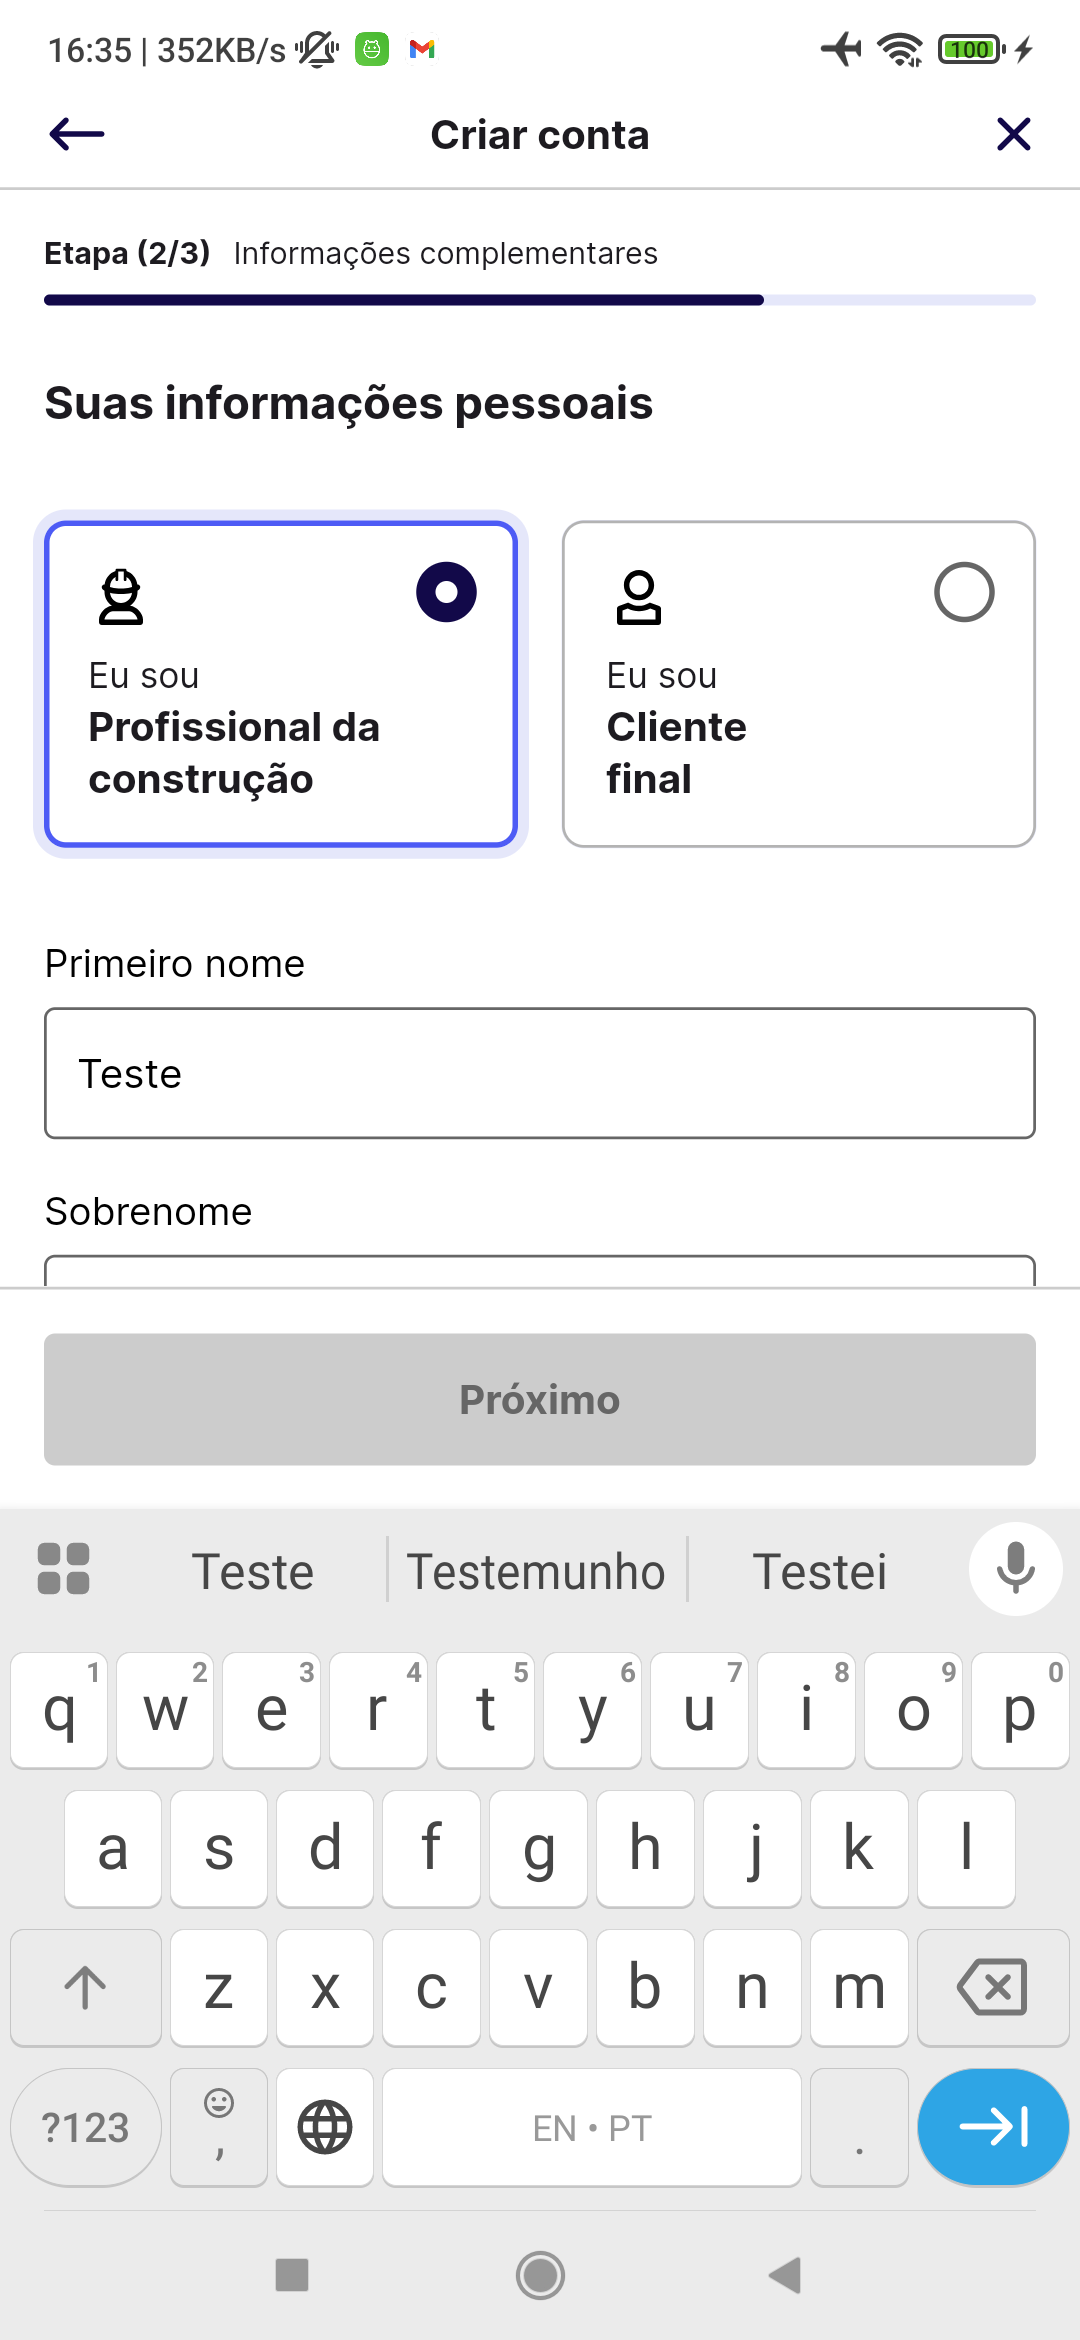 16:35 | 352KB/s
100
Criar conta
Etapa (2/3) Informações complementares
Suas informações pessoais
Eu sou
Profissional da
construção
Eu sou
Cliente
final
Primeiro nome
Teste
Sobrenome
Próximo
Teste Testemunho Testei
1 2 3 4 5 6 7 8 9 0
q w e r t y u i o p
a s d f g h j k l
z x c v b n m
?123 , EN • PT .